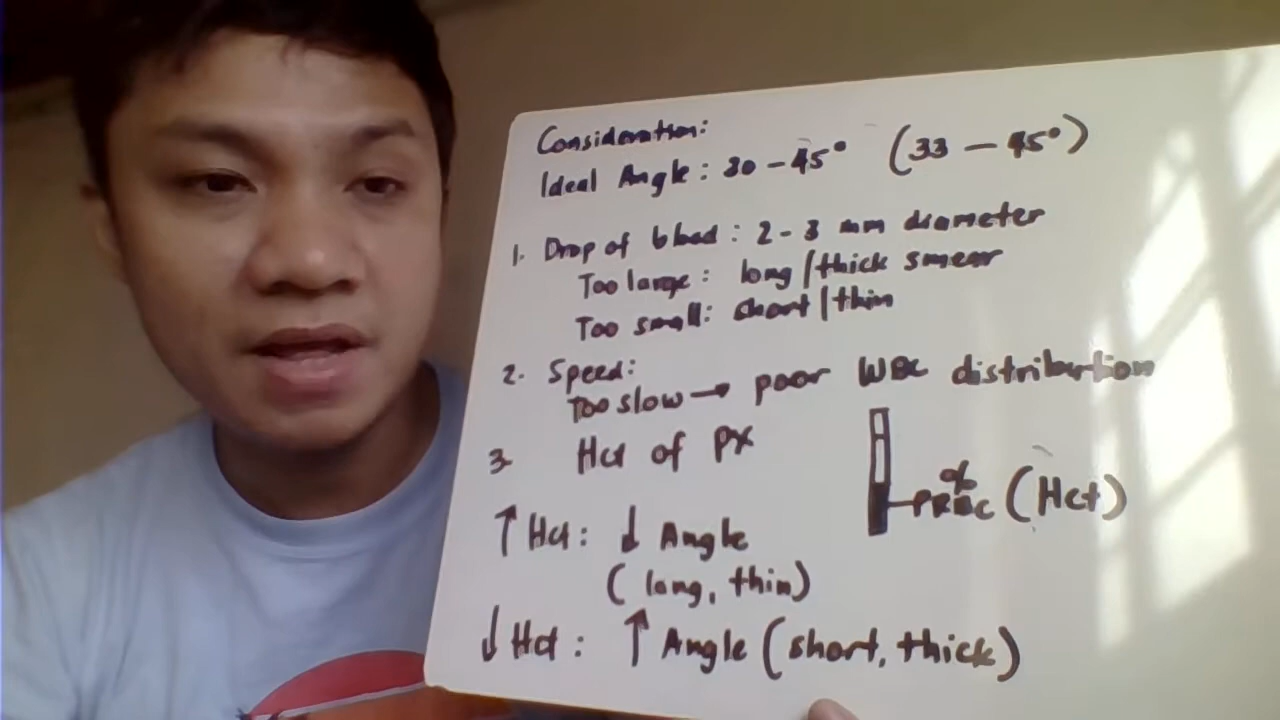 Consideration:
Ideal Angle: 30 - 45° (33 - 45°)
1. Drop of blood: 2 - 3 mm diameter
Too large: long/thick smear
Too small: short/thin
2. Speed:
Too slow → poor WBC distribution
3. Hct of Px
% PRBC (Hct)
↑ Hct: ↓ Angle
(long, thin)
↓ Hct: ↑ Angle (short, thick)